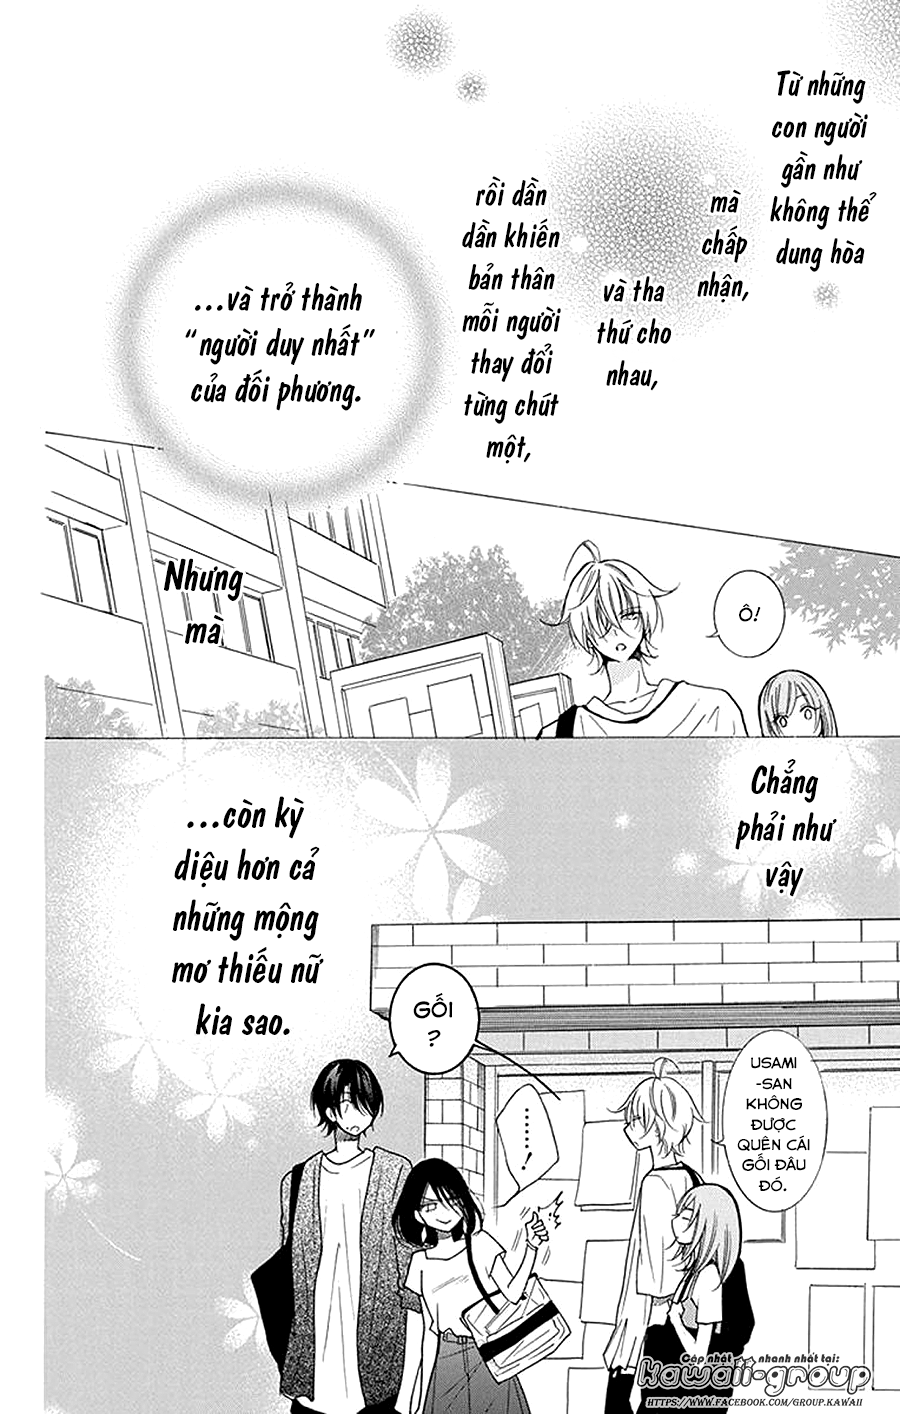 Từ những
con người
gần như
không thể
dung hòa
mà
chấp
nhận,
và tha
thứ cho
nhau,
rồi dần
dần khiến
bản thân
mỗi người
thay đổi
từng chút
một,
...và trở thành
“người duy nhất”
của đối phương.
Ô!
Nhưng
mà
Chẳng
phải như
vậy
...còn kỳ
diệu hơn cả
những mộng
mơ thiếu nữ
kia sao.
USAMI
-SAN
KHÔNG
ĐƯỢC
QUÊN CÁI
GỐI ĐÂU
ĐÓ.
GỐI
?
.......
Cập nhật nhanh nhất tại:
kawaii-group
HTTPS://WWW.FACEBOOK.COM/GROUP.KAWAII